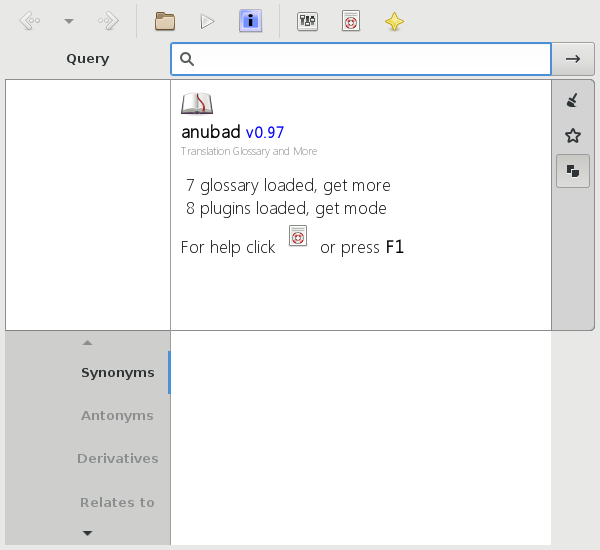 Query
anubad v0.97
Translation Glossary and More
7 glossary loaded, get more
8 plugins loaded, get mode
For help click or press F1
Synonyms
Antonyms
Derivatives
Relates to